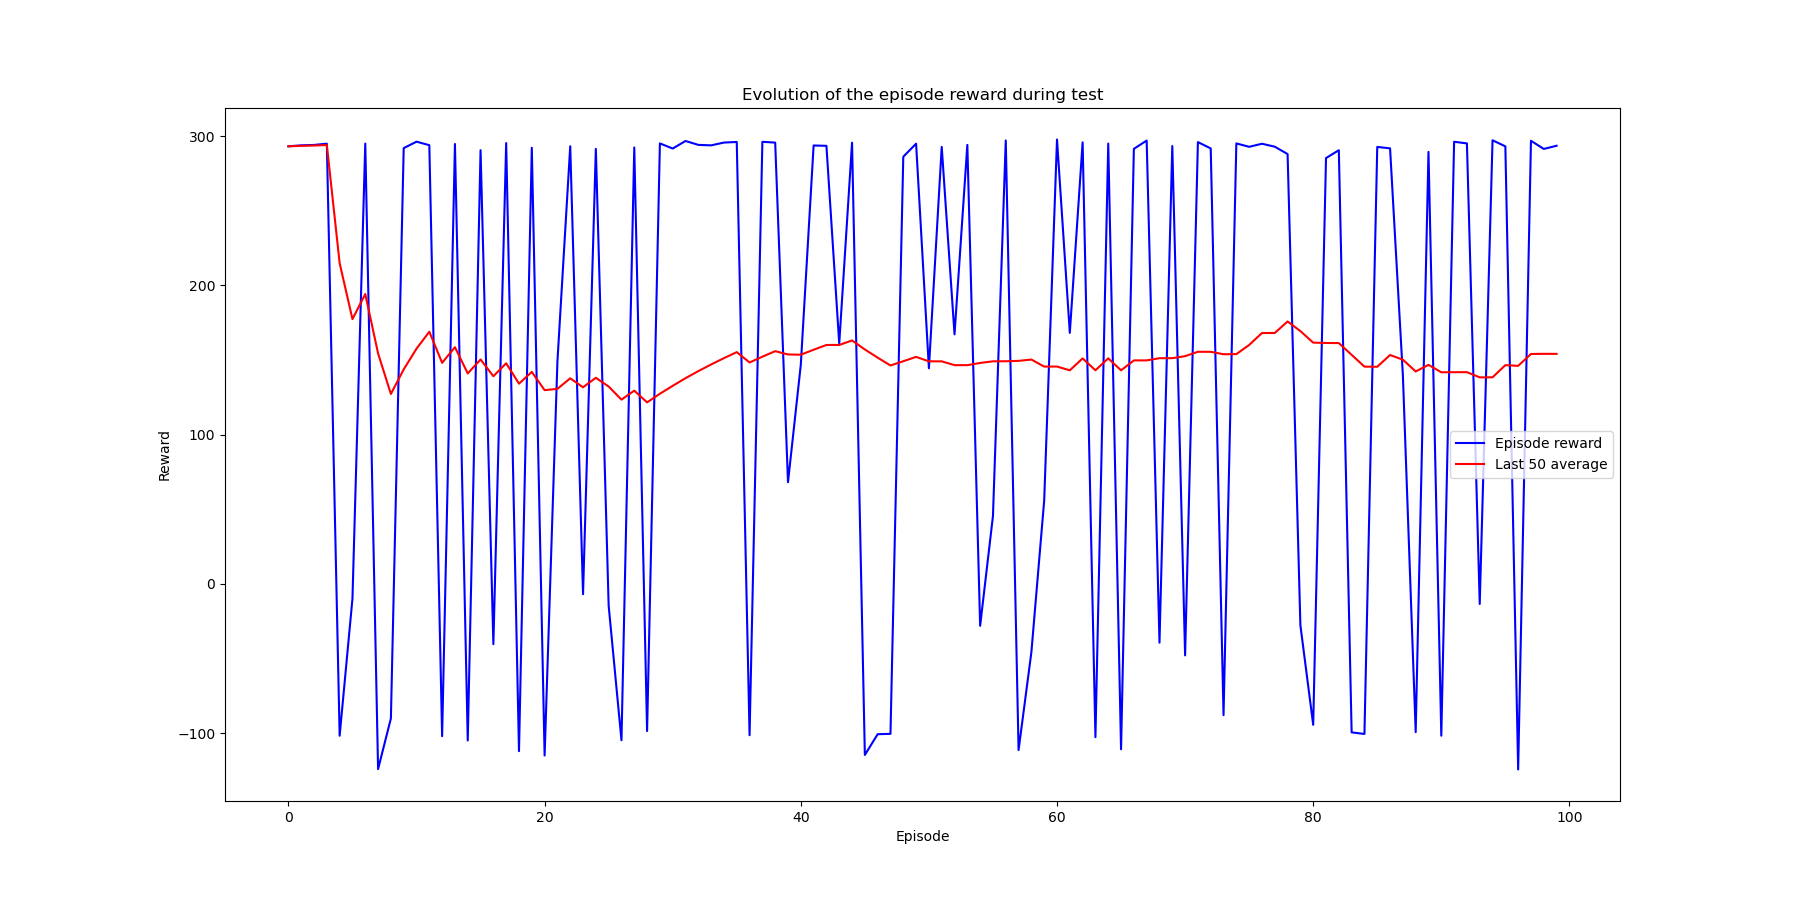 Evolution of the episode reward during test
300
200
100
0
−100
Reward
0
20
40
60
80
100
Episode
Episode reward
Last 50 average